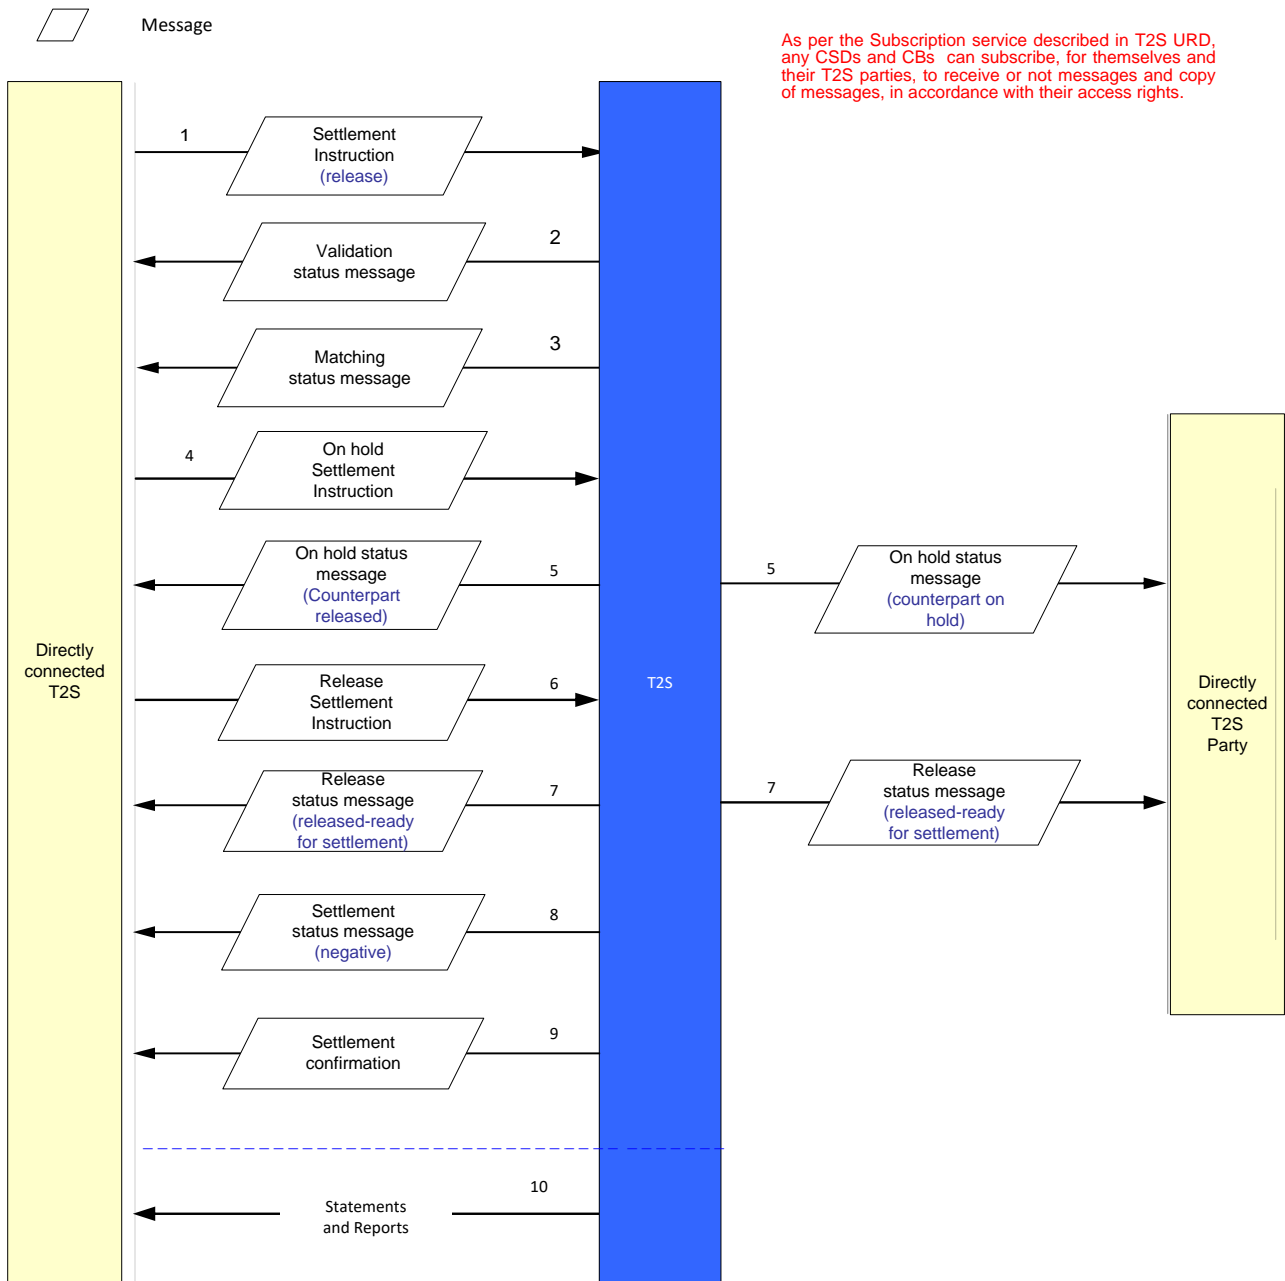 Message
As per the Subscription service described in T2S URD,
any CSDs and CBs can subscribe, for themselves and
their T2S parties, to receive or not messages and copy
of messages, in accordance with their access rights.
1
Settlement
Instruction
(release)
2
Validation
status message
3
Matching
status message
4
On hold
Settlement
Instruction
On hold status
message
(Counterpart
released)
5
5
On hold status
message
(counterpart on
hold)
Directly
connected
T2S
Release
Settlement
Instruction
6
T2S
Directly
connected
T2S
Party
Release
status message
(released-ready
for settlement)
7
7
Release
status message
(released-ready
for settlement)
Settlement
status message
(negative)
8
Settlement
confirmation
9
10
Statements
and Reports